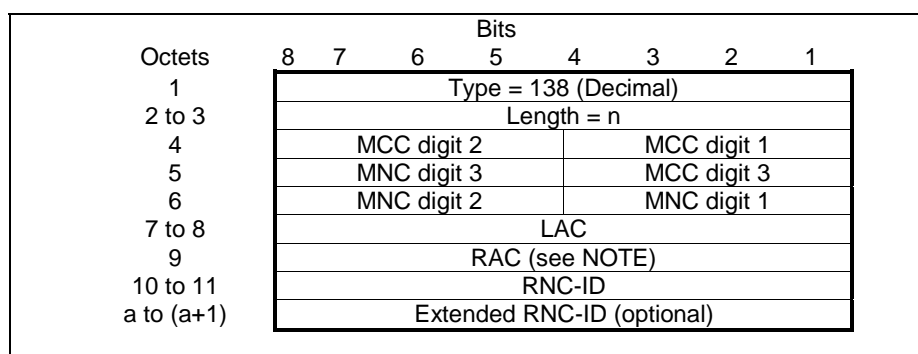 Bits
Octets 8 7 6 5 4 3 2 1
1 Type = 138 (Decimal)
2 to 3 Length = n
4 MCC digit 2 MCC digit 1
5 MNC digit 3 MCC digit 3
6 MNC digit 2 MNC digit 1
7 to 8 LAC
9 RAC (see NOTE)
10 to 11 RNC-ID
a to (a+1) Extended RNC-ID (optional)